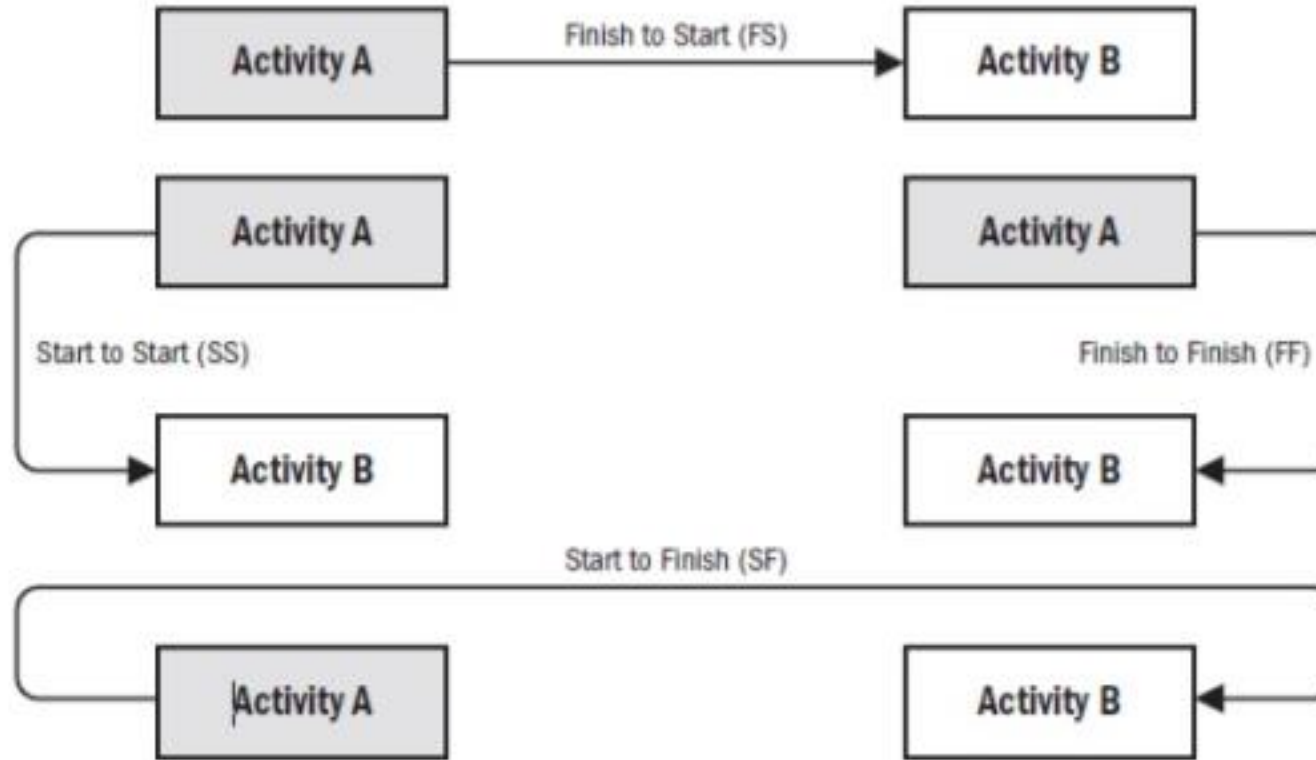 Activity A
Finish to Start (FS)
Activity B
Activity A
Activity A
Start to Start (SS)
Finish to Finish (FF)
Activity B
Activity B
Start to Finish (SF)
Activity A
Activity B